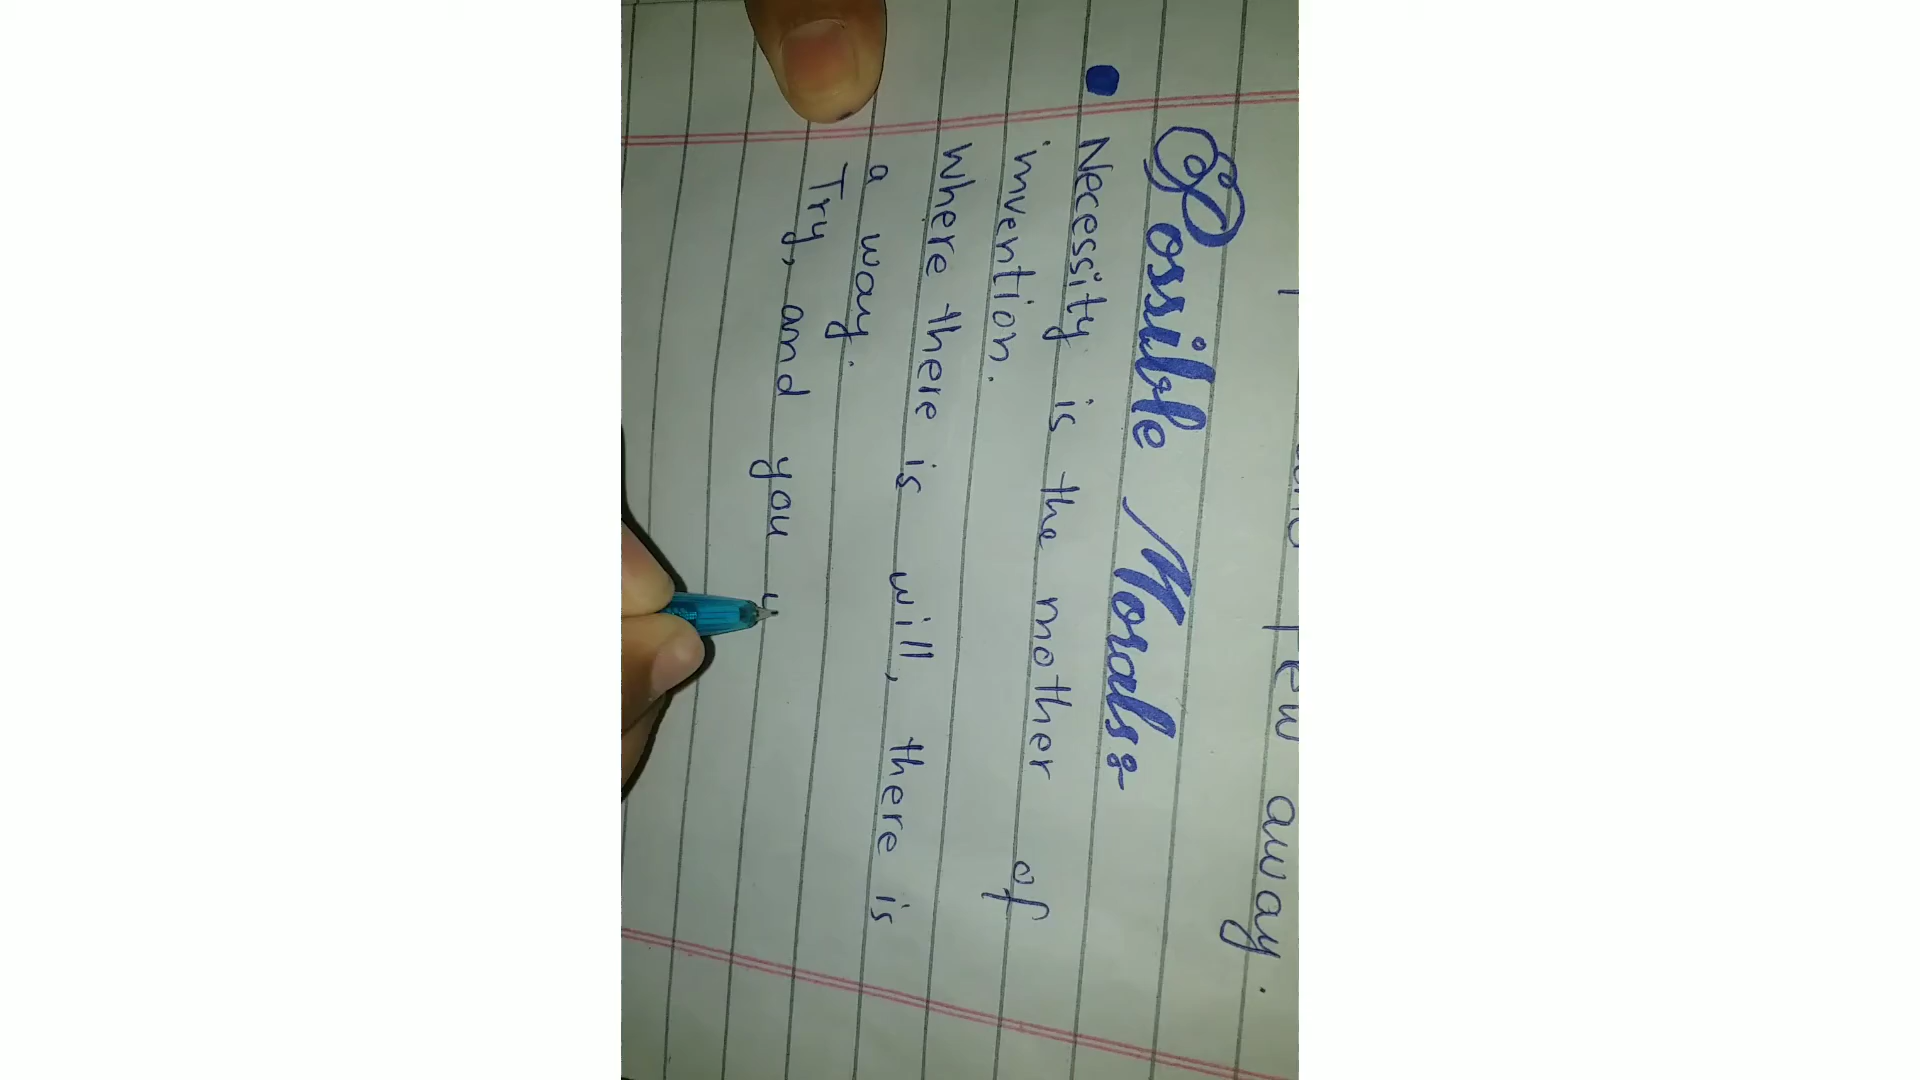 few away.
Possible Morals:-
Necessity is the mother of
invention.
Where there is will, there is
a way.
Try, and you